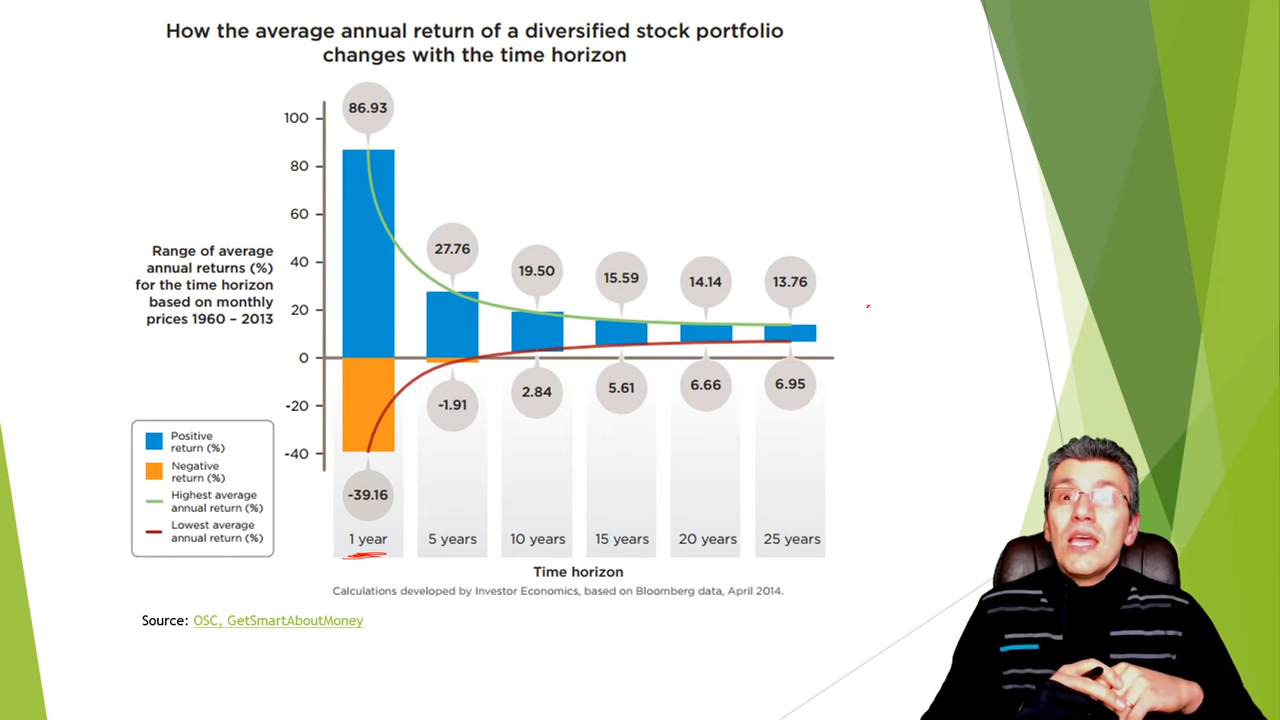 How the average annual return of a diversified stock portfolio
changes with the time horizon
86.93
100
80
60
40
20
0
-20
-40
27.76
19.50
15.59
14.14
13.76
Range of average
annual returns (%)
for the time horizon
based on monthly
prices 1960 – 2013
-39.16
-1.91
2.84
5.61
6.66
6.95
Positive
return (%)
Negative
return (%)
Highest average
annual return (%)
Lowest average
annual return (%)
1 year
5 years
10 years
15 years
20 years
25 years
Time horizon
Calculations developed by Investor Economics, based on Bloomberg data, April 2014.
Source: OSC, GetSmartAboutMoney